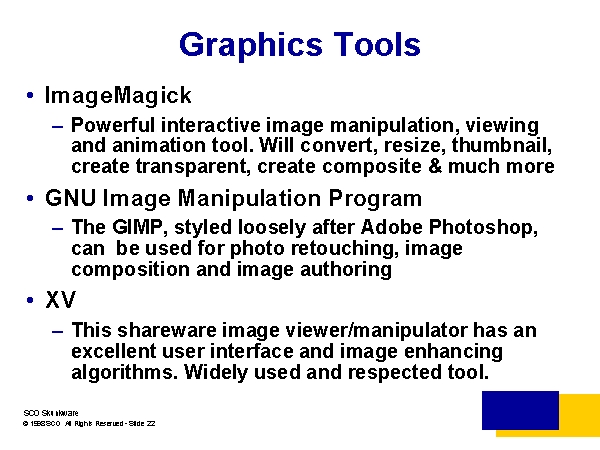 Graphics Tools
• ImageMagick
– Powerful interactive image manipulation, viewing
and animation tool. Will convert, resize, thumbnail,
create transparent, create composite & much more
• GNU Image Manipulation Program
– The GIMP, styled loosely after Adobe Photoshop,
can be used for photo retouching, image
composition and image authoring
• XV
– This shareware image viewer/manipulator has an
excellent user interface and image enhancing
algorithms. Widely used and respected tool.
SCO Skunkware
© 1998 SCO All Rights Reserved - Slide 22